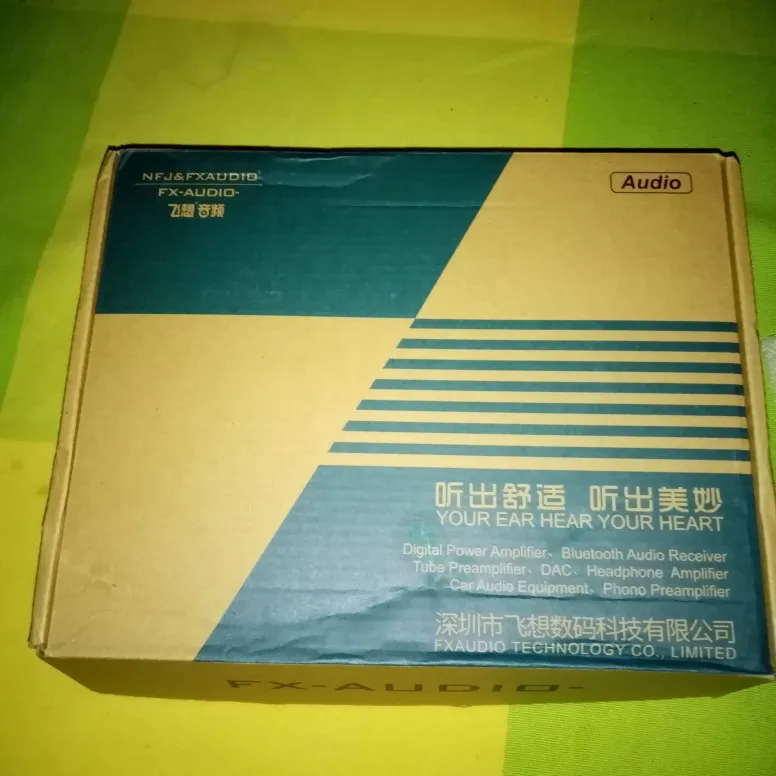 NFJ&FXAUDIO®
FX-AUDIO-
飞想®音频
Audio
听出舒适 听出美妙
YOUR EAR HEAR YOUR HEART
Digital Power Amplifier、Bluetooth Audio Receiver
Tube Preamplifier、DAC、Headphone Amplifier
Car Audio Equipment、Phono Preamplifier
深圳市飞想数码科技有限公司
FXAUDIO TECHNOLOGY CO., LIMITED
FX-AUDIO-